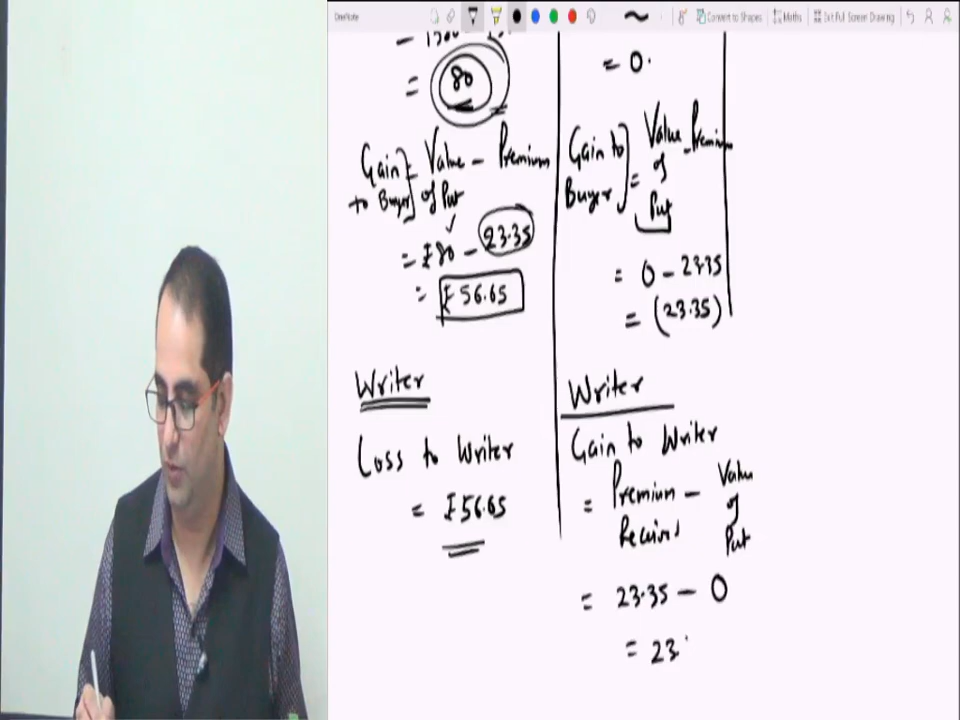 Convert to Shapes
Maths
Full Screen Drawing
= 80
Gain to Buyer = Value of Put - Premium
= ₹80 - 23.35
= ₹56.65
Writer
Loss to Writer
= ₹56.65
= 0.
Gain to Buyer = Value of Put - Premium
= 0 - 23.35
= (23.35)
Writer
Gain to Writer
= Premium Received - Value of Put
= 23.35 - 0
= 23.